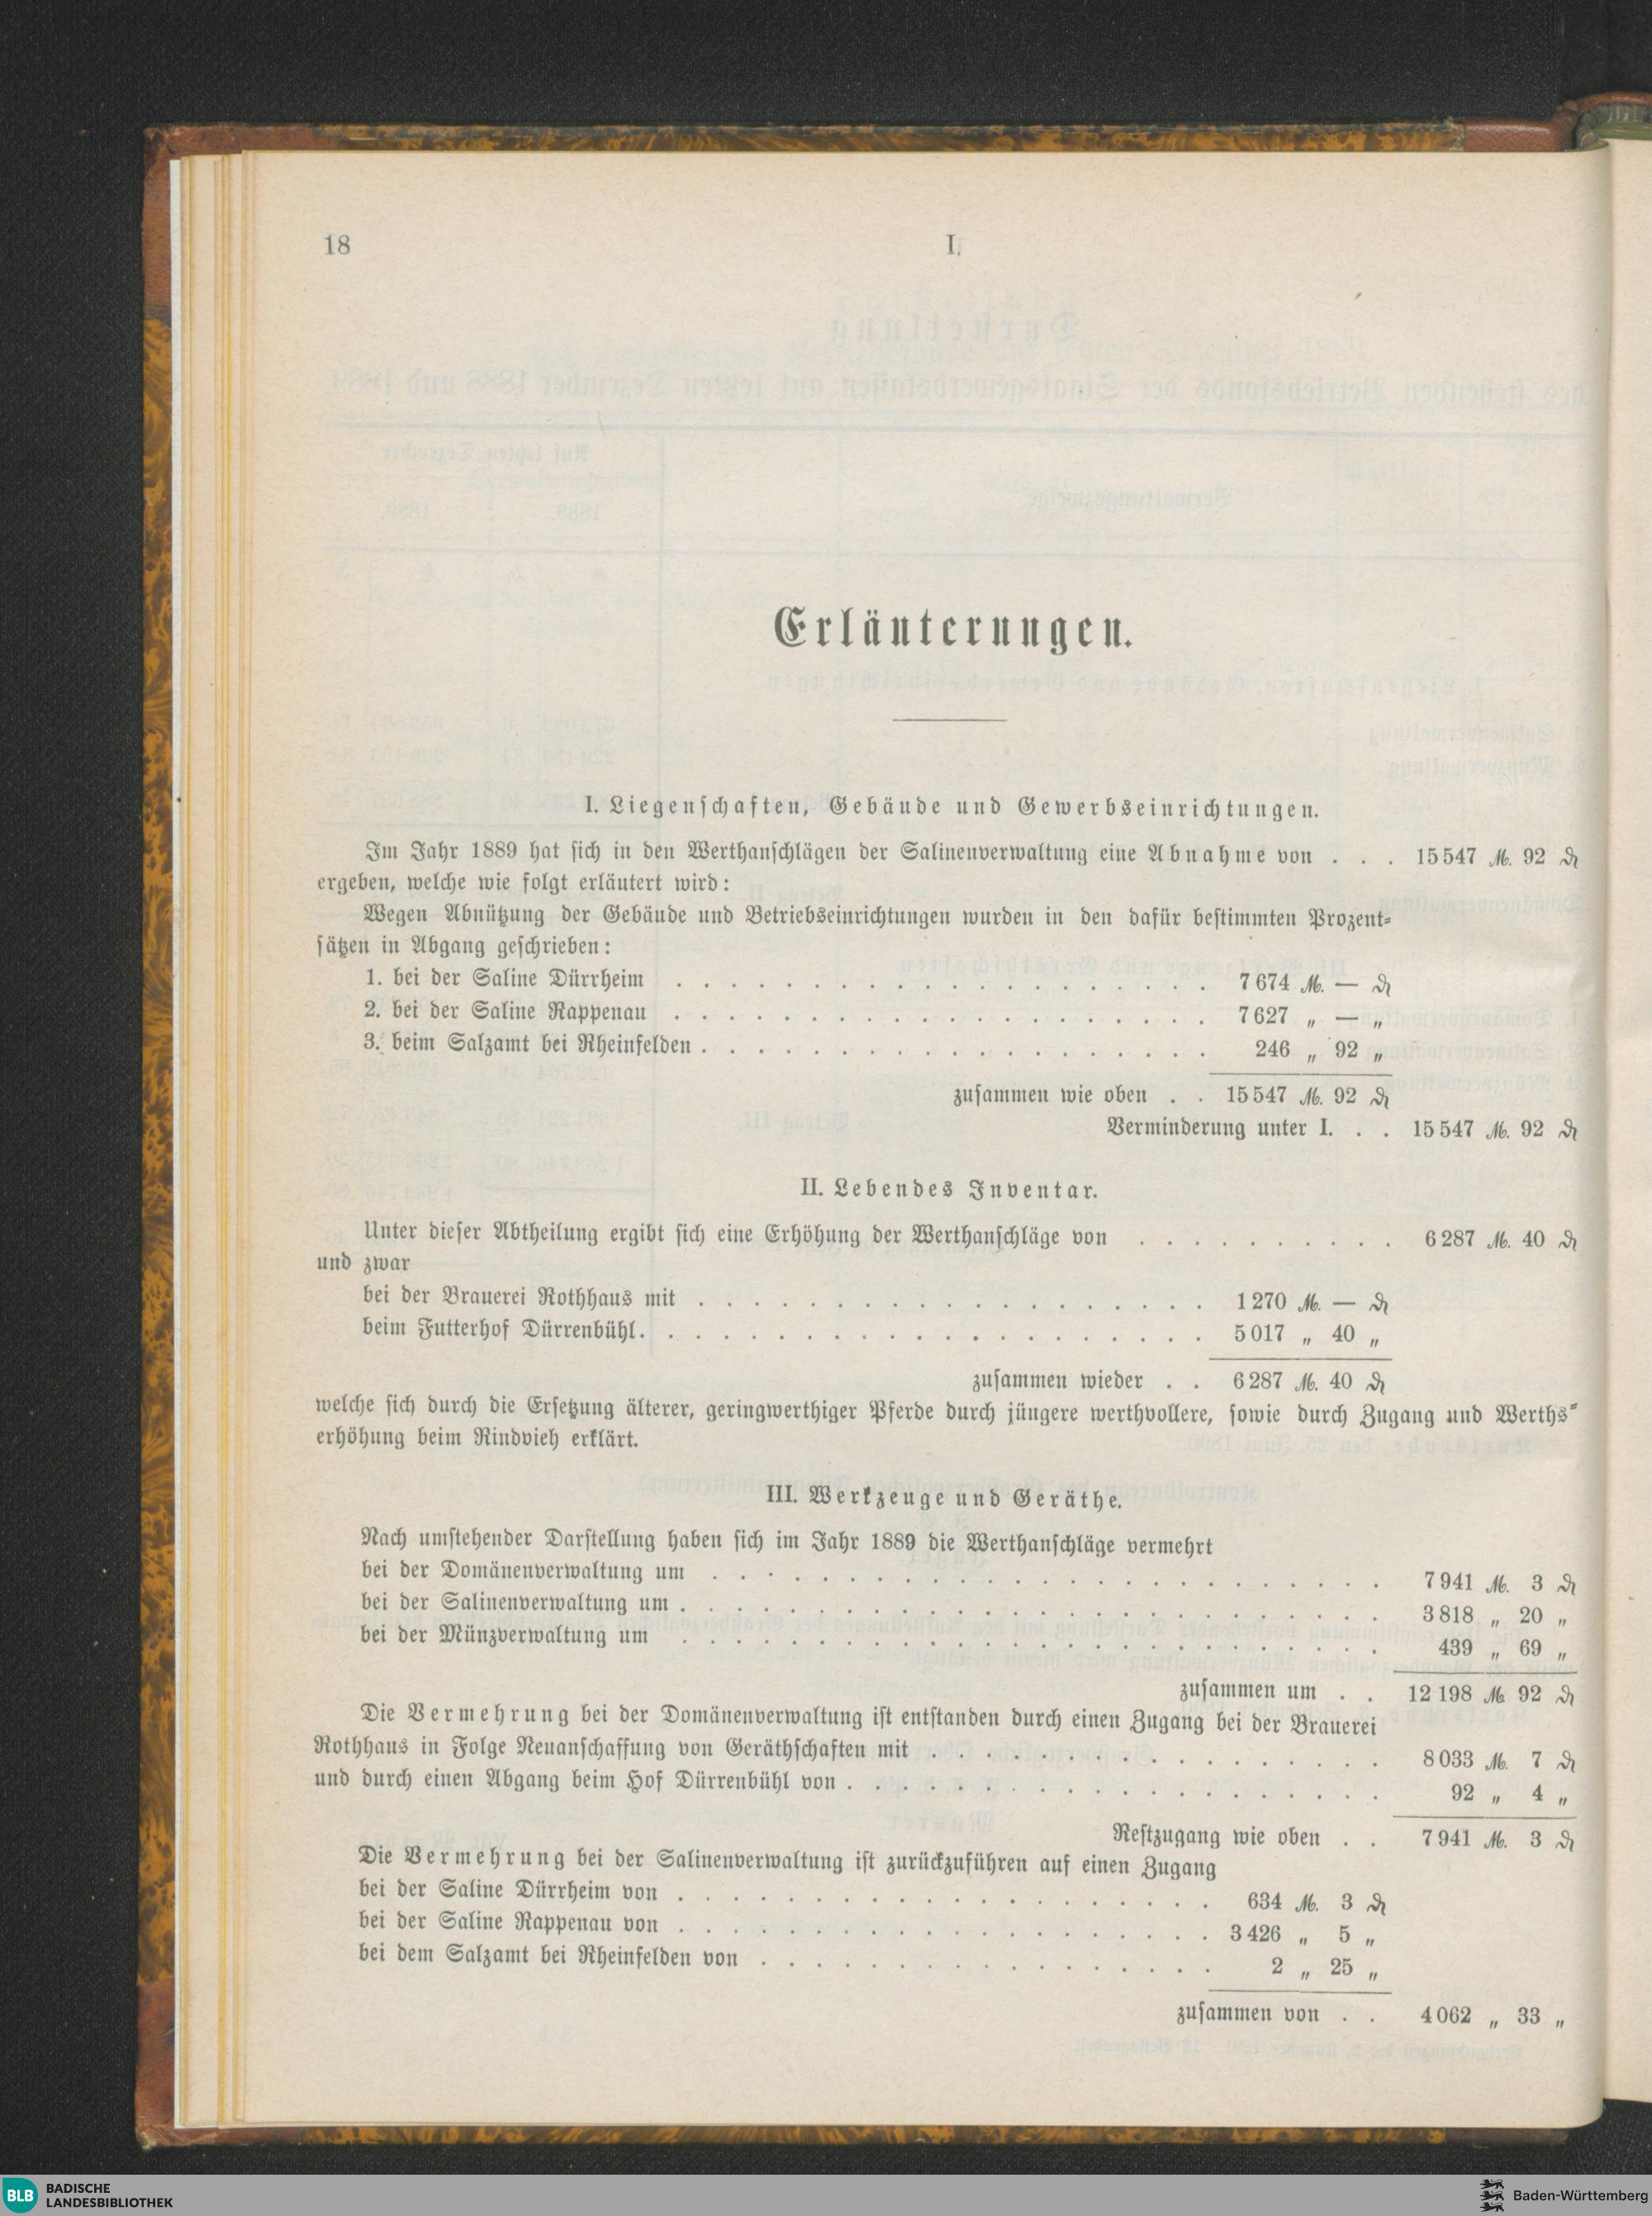 18 I.
Erläuterungen.
I. Liegenschaften, Gebäude und Gewerbseinrichtungen.
Im Jahr 1889 hat sich in den Werthanschlägen der Salinenverwaltung eine Abnahme von . . . 15 547 ℳ. 92 ₰
ergeben, welche wie folgt erläutert wird:
Wegen Abnützung der Gebäude und Betriebseinrichtungen wurden in den dafür bestimmten Prozent-
sätzen in Abgang geschrieben:
1. bei der Saline Dürrheim . . . . . . . . . . . . . . . . . . . . 7 674 ℳ. — ₰
2. bei der Saline Rappenau . . . . . . . . . . . . . . . . . . . . 7 627 „ — „
3. beim Salzamt bei Rheinfelden . . . . . . . . . . . . . . . . . . . 246 „ 92 „
zusammen wie oben . . 15 547 ℳ. 92 ₰
Verminderung unter I. . . . 15 547 ℳ. 92 ₰
II. Lebendes Inventar.
Unter dieser Abtheilung ergibt sich eine Erhöhung der Werthanschläge von . . . . . . . . . . 6 287 ℳ. 40 ₰
und zwar
bei der Brauerei Rothhaus mit . . . . . . . . . . . . . . . . . . . 1 270 ℳ. — ₰
beim Futterhof Dürrenbühl . . . . . . . . . . . . . . . . . . . . . 5 017 „ 40 „
zusammen wieder . . 6 287 ℳ. 40 ₰
welche sich durch die Ersetzung älterer, geringwerthiger Pferde durch jüngere werthvollere, sowie durch Zugang und Werths-
erhöhung beim Rindvieh erklärt.
III. Werkzeuge und Geräthe.
Nach umstehender Darstellung haben sich im Jahr 1889 die Werthanschläge vermehrt
bei der Domänenverwaltung um . . . . . . . . . . . . . . . . . . . . . . . . . 7 941 ℳ. 3 ₰
bei der Salinenverwaltung um . . . . . . . . . . . . . . . . . . . . . . . . . . 3 818 „ 20 „
bei der Münzverwaltung um . . . . . . . . . . . . . . . . . . . . . . . . . . 439 „ 69 „
zusammen um . . 12 198 ℳ. 92 ₰
Die Vermehrung bei der Domänenverwaltung ist entstanden durch einen Zugang bei der Brauerei
Rothhaus in Folge Neuanschaffung von Geräthschaften mit . . . . . . . . . . . . . . . . . 8 033 ℳ. 7 ₰
und durch einen Abgang beim Hof Dürrenbühl von . . . . . . . . . . . . . . . . . . . . 92 „ 4 „
Restzugang wie oben . . 7 941 ℳ. 3 ₰
Die Vermehrung bei der Salinenverwaltung ist zurückzuführen auf einen Zugang
bei der Saline Dürrheim von . . . . . . . . . . . . . . . . . . . . 634 ℳ. 3 ₰
bei der Saline Rappenau von . . . . . . . . . . . . . . . . . . . . 3 426 „ 5 „
bei dem Salzamt bei Rheinfelden von . . . . . . . . . . . . . . . . . 2 „ 25 „
zusammen von . . 4 062 „ 33 „
BLB BADISCHE
LANDESBIBLIOTHEK
Baden-Württemberg